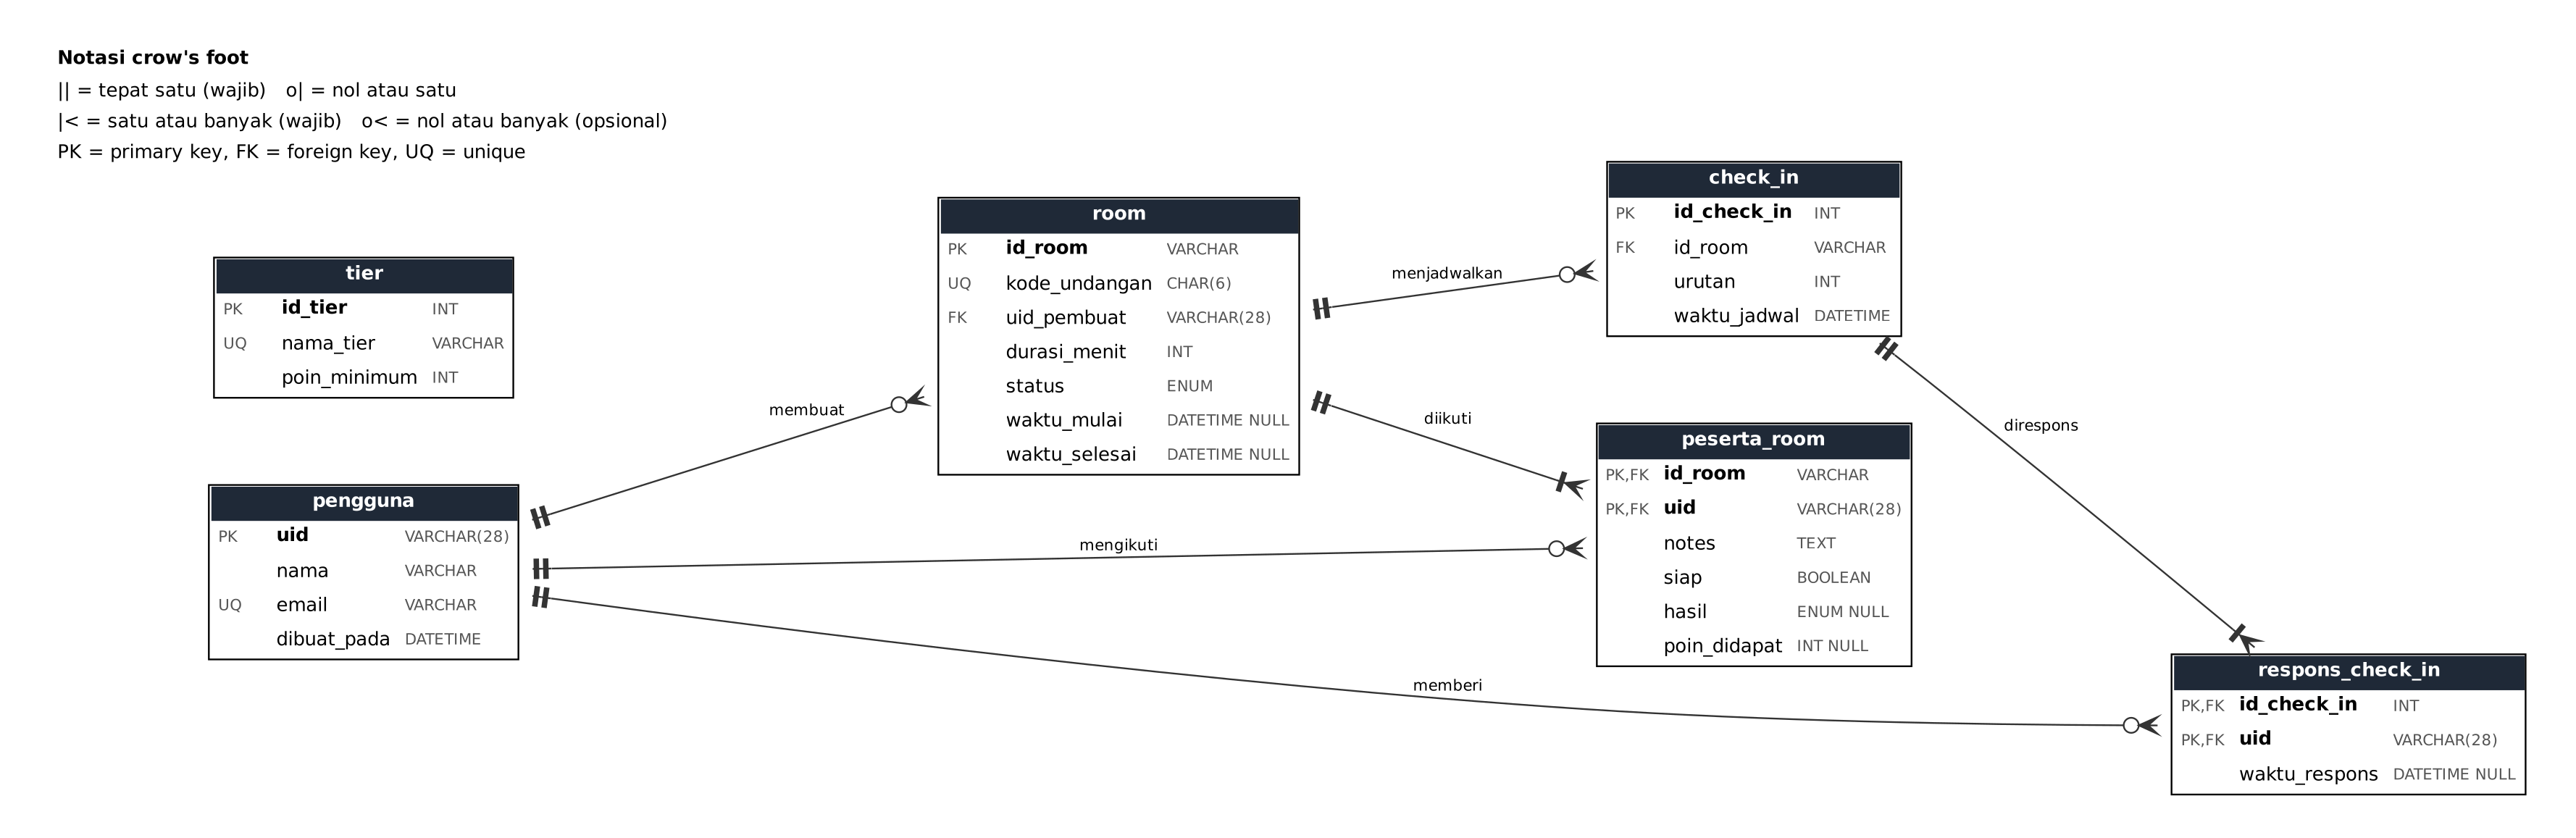 Notasi crow's foot
|| = tepat satu (wajib)   o| = nol atau satu
|< = satu atau banyak (wajib)   o< = nol atau banyak (opsional)
PK = primary key, FK = foreign key, UQ = unique
tier
PK id_tier INT
UQ nama_tier VARCHAR
poin_minimum INT
pengguna
PK uid VARCHAR(28)
nama VARCHAR
UQ email VARCHAR
dibuat_pada DATETIME
membuat
mengikuti
memberi
room
PK id_room VARCHAR
UQ kode_undangan CHAR(6)
FK uid_pembuat VARCHAR(28)
durasi_menit INT
status ENUM
waktu_mulai DATETIME NULL
waktu_selesai DATETIME NULL
menjadwalkan
diikuti
check_in
PK id_check_in INT
FK id_room VARCHAR
urutan INT
waktu_jadwal DATETIME
peserta_room
PK,FK id_room VARCHAR
PK,FK uid VARCHAR(28)
notes TEXT
siap BOOLEAN
hasil ENUM NULL
poin_didapat INT NULL
direspons
respons_check_in
PK,FK id_check_in INT
PK,FK uid VARCHAR(28)
waktu_respons DATETIME NULL